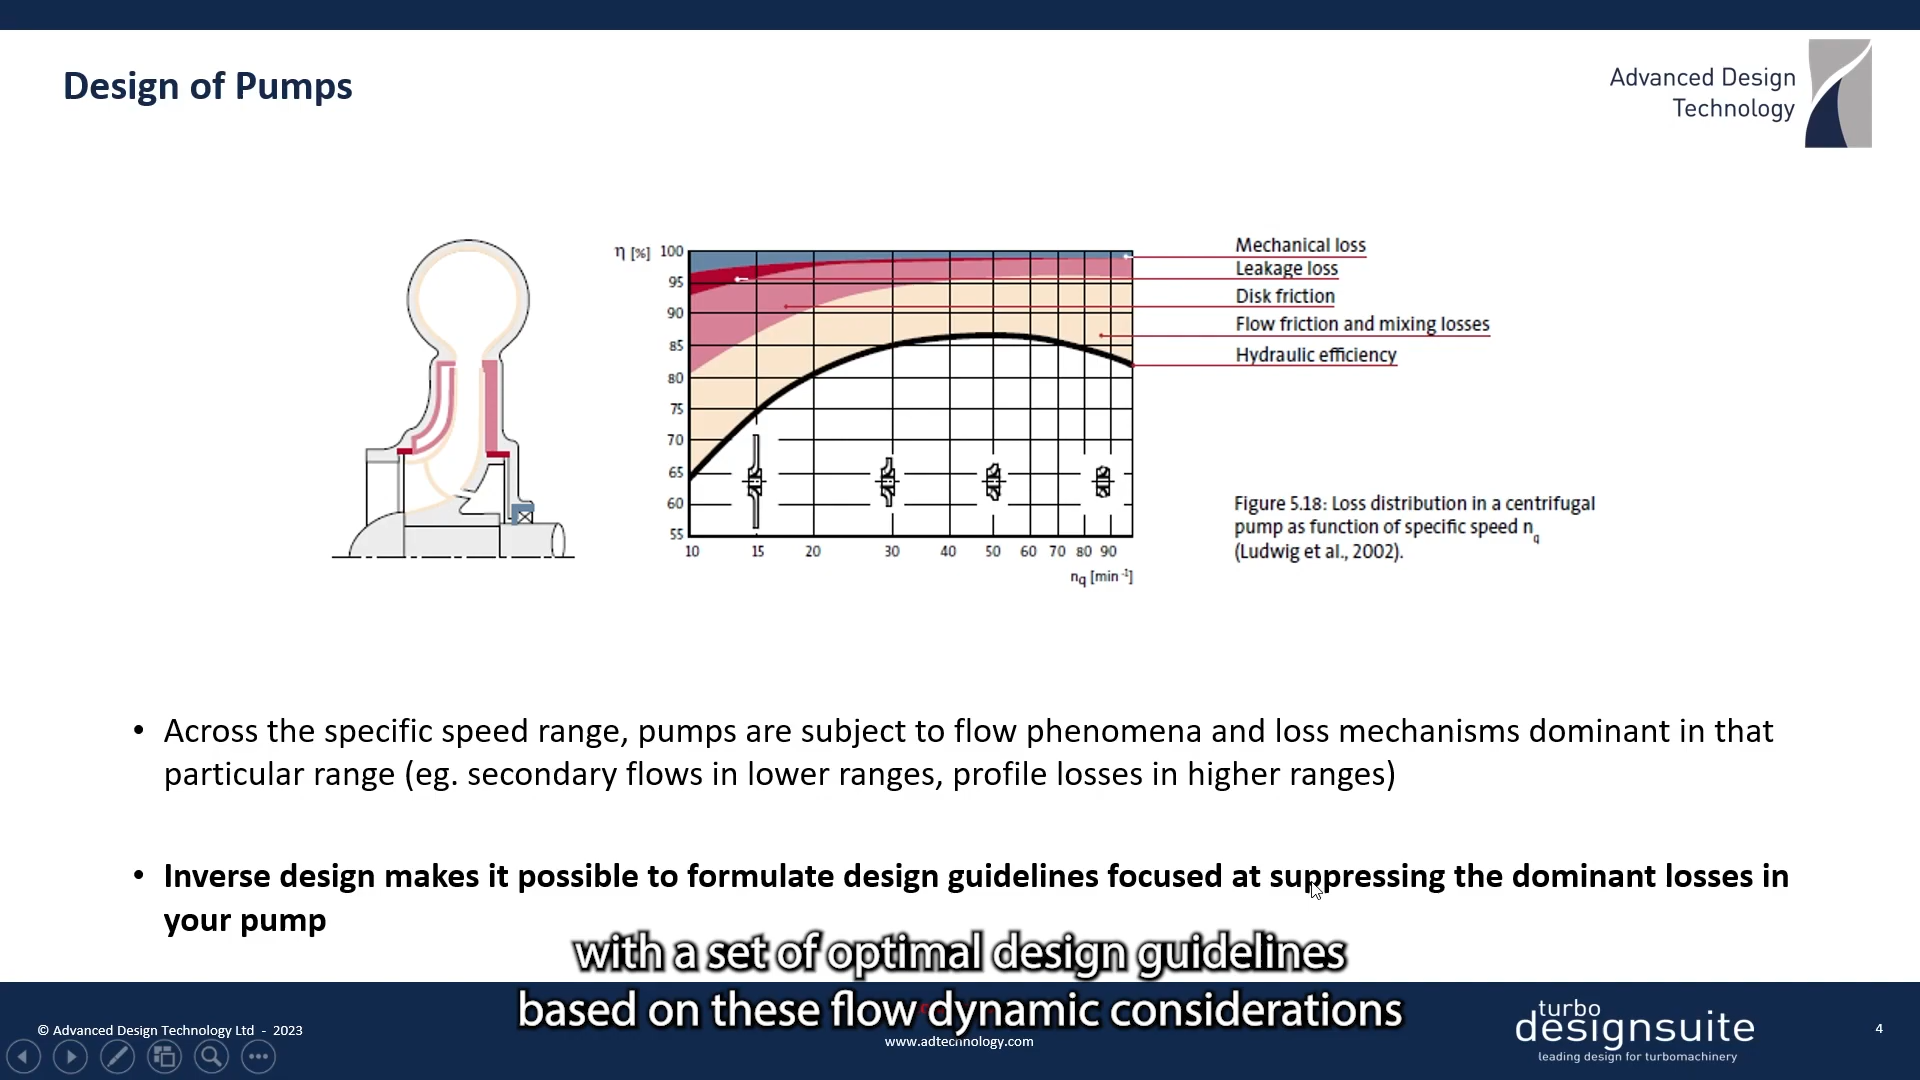 Design of Pumps
Advanced Design
Technology
η [%]
100
95
90
85
80
75
70
65
60
55
10 15 20 30 40 50 60 70 80 90
nq [min -1]
Mechanical loss
Leakage loss
Disk friction
Flow friction and mixing losses
Hydraulic efficiency
Figure 5.18: Loss distribution in a centrifugal
pump as function of specific speed nq
(Ludwig et al., 2002).
• Across the specific speed range, pumps are subject to flow phenomena and loss mechanisms dominant in that
particular range (eg. secondary flows in lower ranges, profile losses in higher ranges)
• Inverse design makes it possible to formulate design guidelines focused at suppressing the dominant losses in
your pump
with a set of optimal design guidelines
based on these flow dynamic considerations
© Advanced Design Technology Ltd - 2023
www.adtechnology.com
turbo
designsuite
leading design for turbomachinery
4